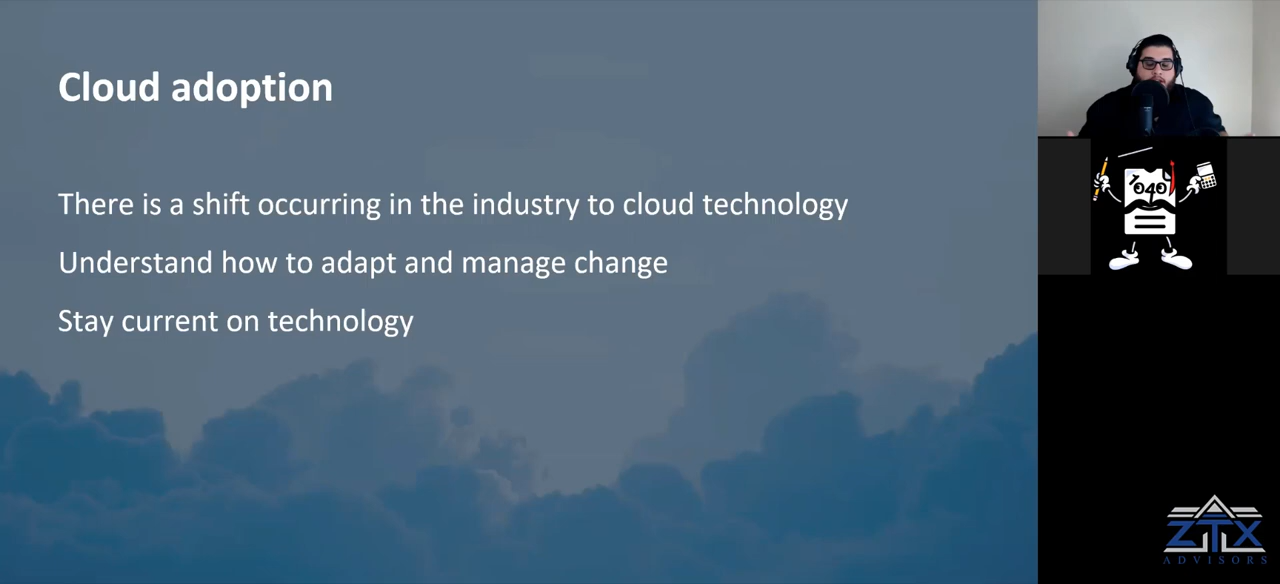 Cloud adoption
There is a shift occurring in the industry to cloud technology
Understand how to adapt and manage change
Stay current on technology
1040
ZTX
ADVISORS